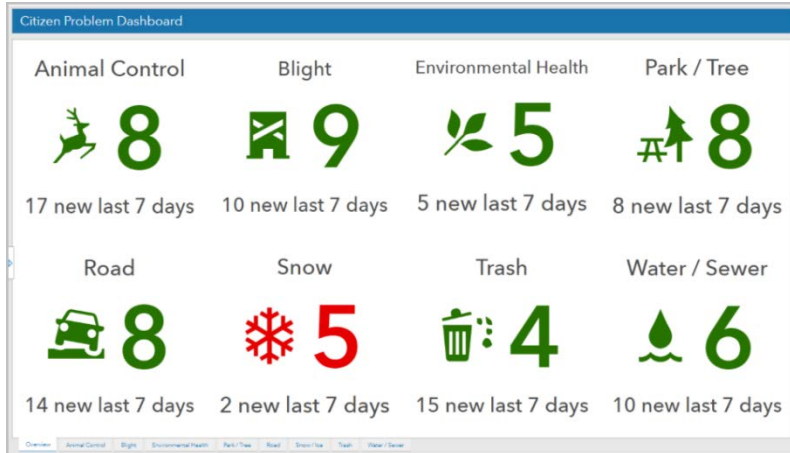 Citizen Problem Dashboard
Animal Control
Blight
Environmental Health
Park / Tree
8
9
5
8
17 new last 7 days
10 new last 7 days
5 new last 7 days
8 new last 7 days
Road
Snow
Trash
Water / Sewer
8
5
4
6
14 new last 7 days
2 new last 7 days
15 new last 7 days
10 new last 7 days
Overview
Animal Control
Blight
Environmental Health
Park / Tree
Road
Snow / Ice
Trash
Water / Sewer